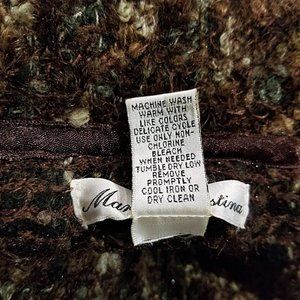 MACHINE WASH
WARM WITH
LIKE COLORS
DELICATE CYCLE
USE ONLY NON-
CHLORINE
BLEACH
WHEN NEEDED
TUMBLE DRY LOW
REMOVE
PROMPTLY
COOL IRON OR
DRY CLEAN